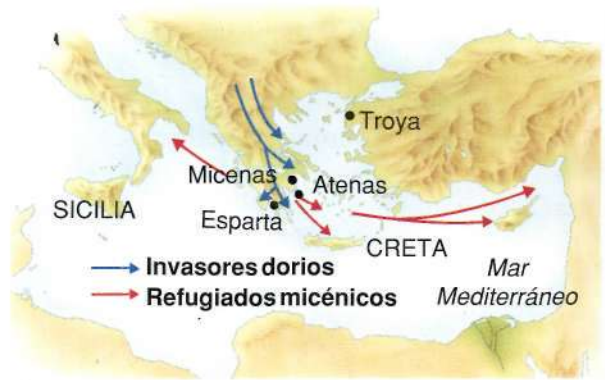 Troya
Micenas
Atenas
SICILIA
Esparta
CRETA
Invasores dorios
Refugiados micénicos
Mar
Mediterráneo